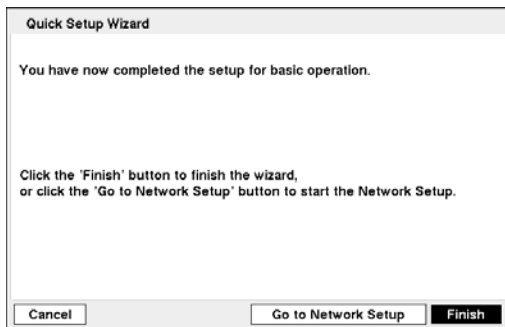 Quick Setup Wizard
You have now completed the setup for basic operation.
Click the 'Finish' button to finish the wizard,
or click the 'Go to Network Setup' button to start the Network Setup.
Cancel
Go to Network Setup
Finish